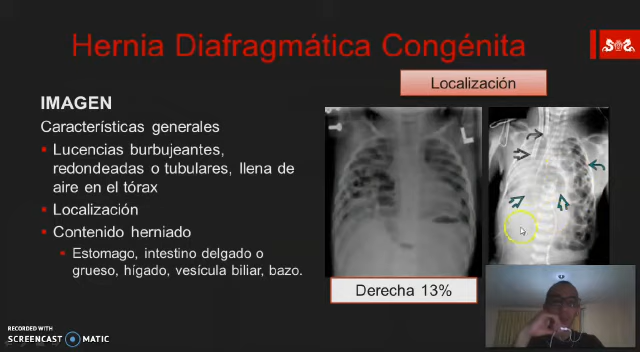 Hernia Diafragmática Congénita
Localización
IMAGEN
Características generales
Lucencias burbujeantes,
redondeadas o tubulares, llena de
aire en el tórax
Localización
Contenido herniado
Estomago, intestino delgado o
grueso, hígado, vesícula biliar, bazo.
L
Derecha 13%
RECORDED WITH
SCREENCAST MATIC